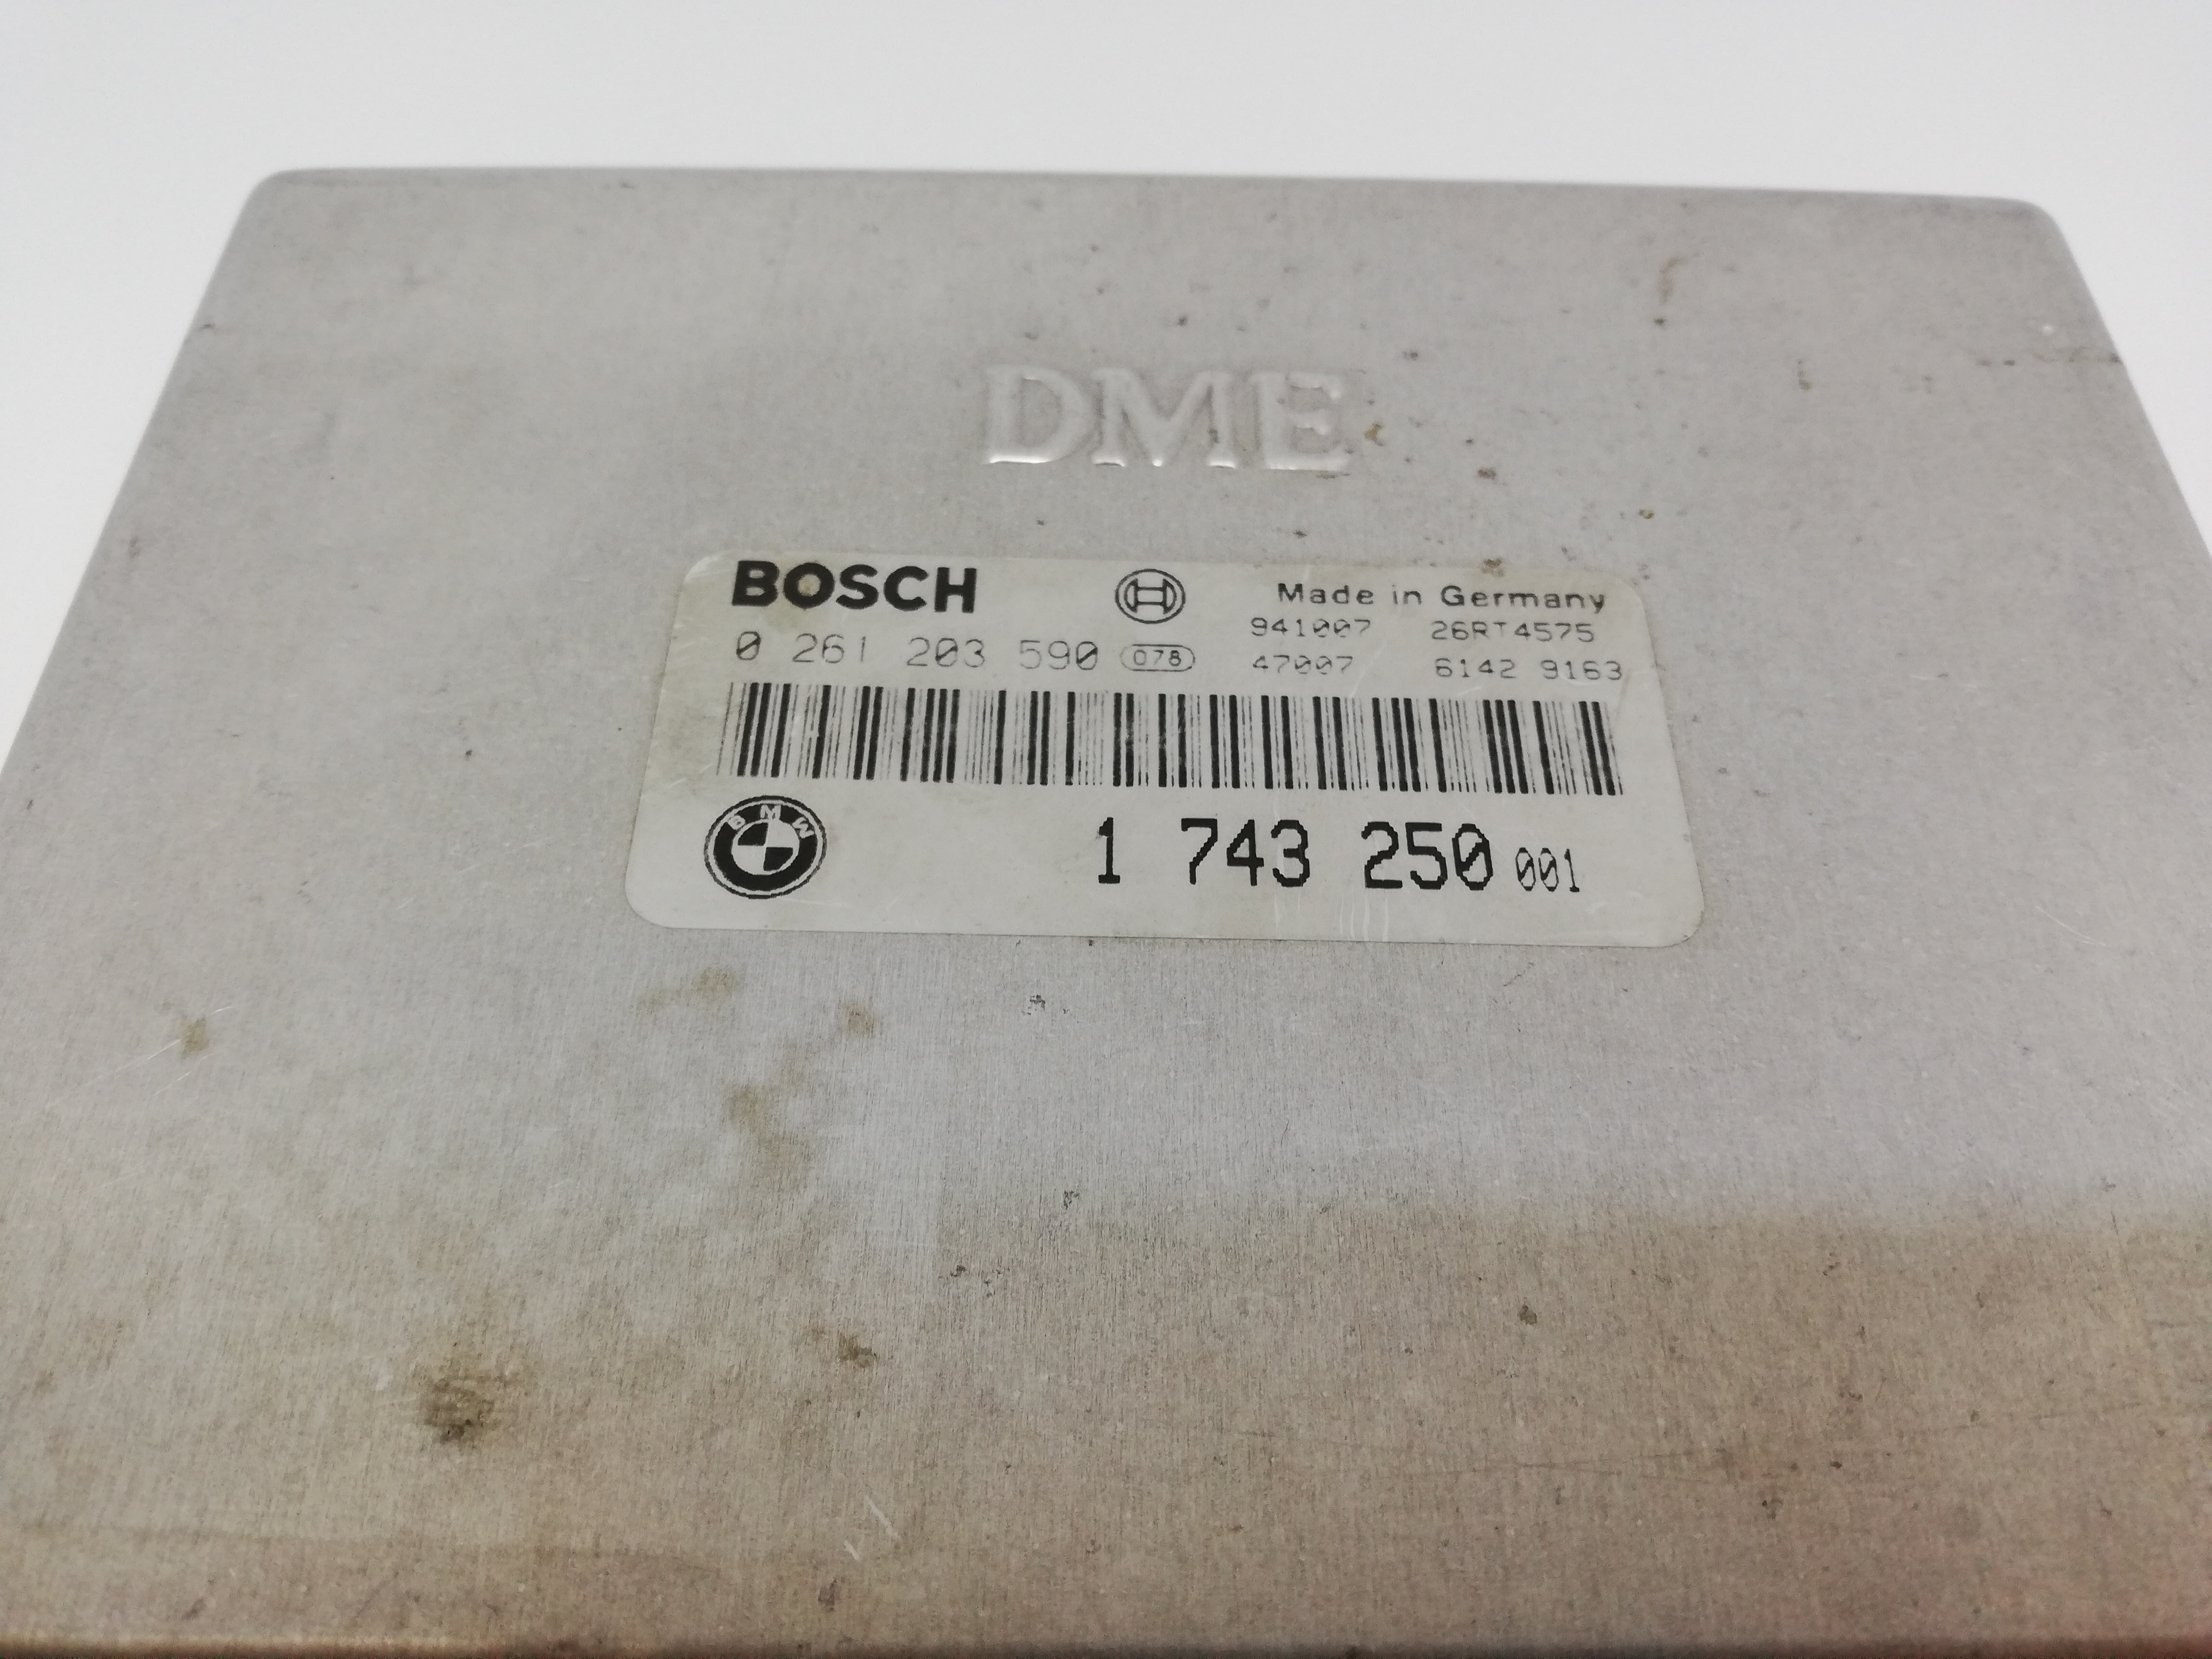 DME
BOSCH
Made in Germany
0 261 203 590 078
941007 26RT4575
47007 6142 9163
BMW
1 743 250 001